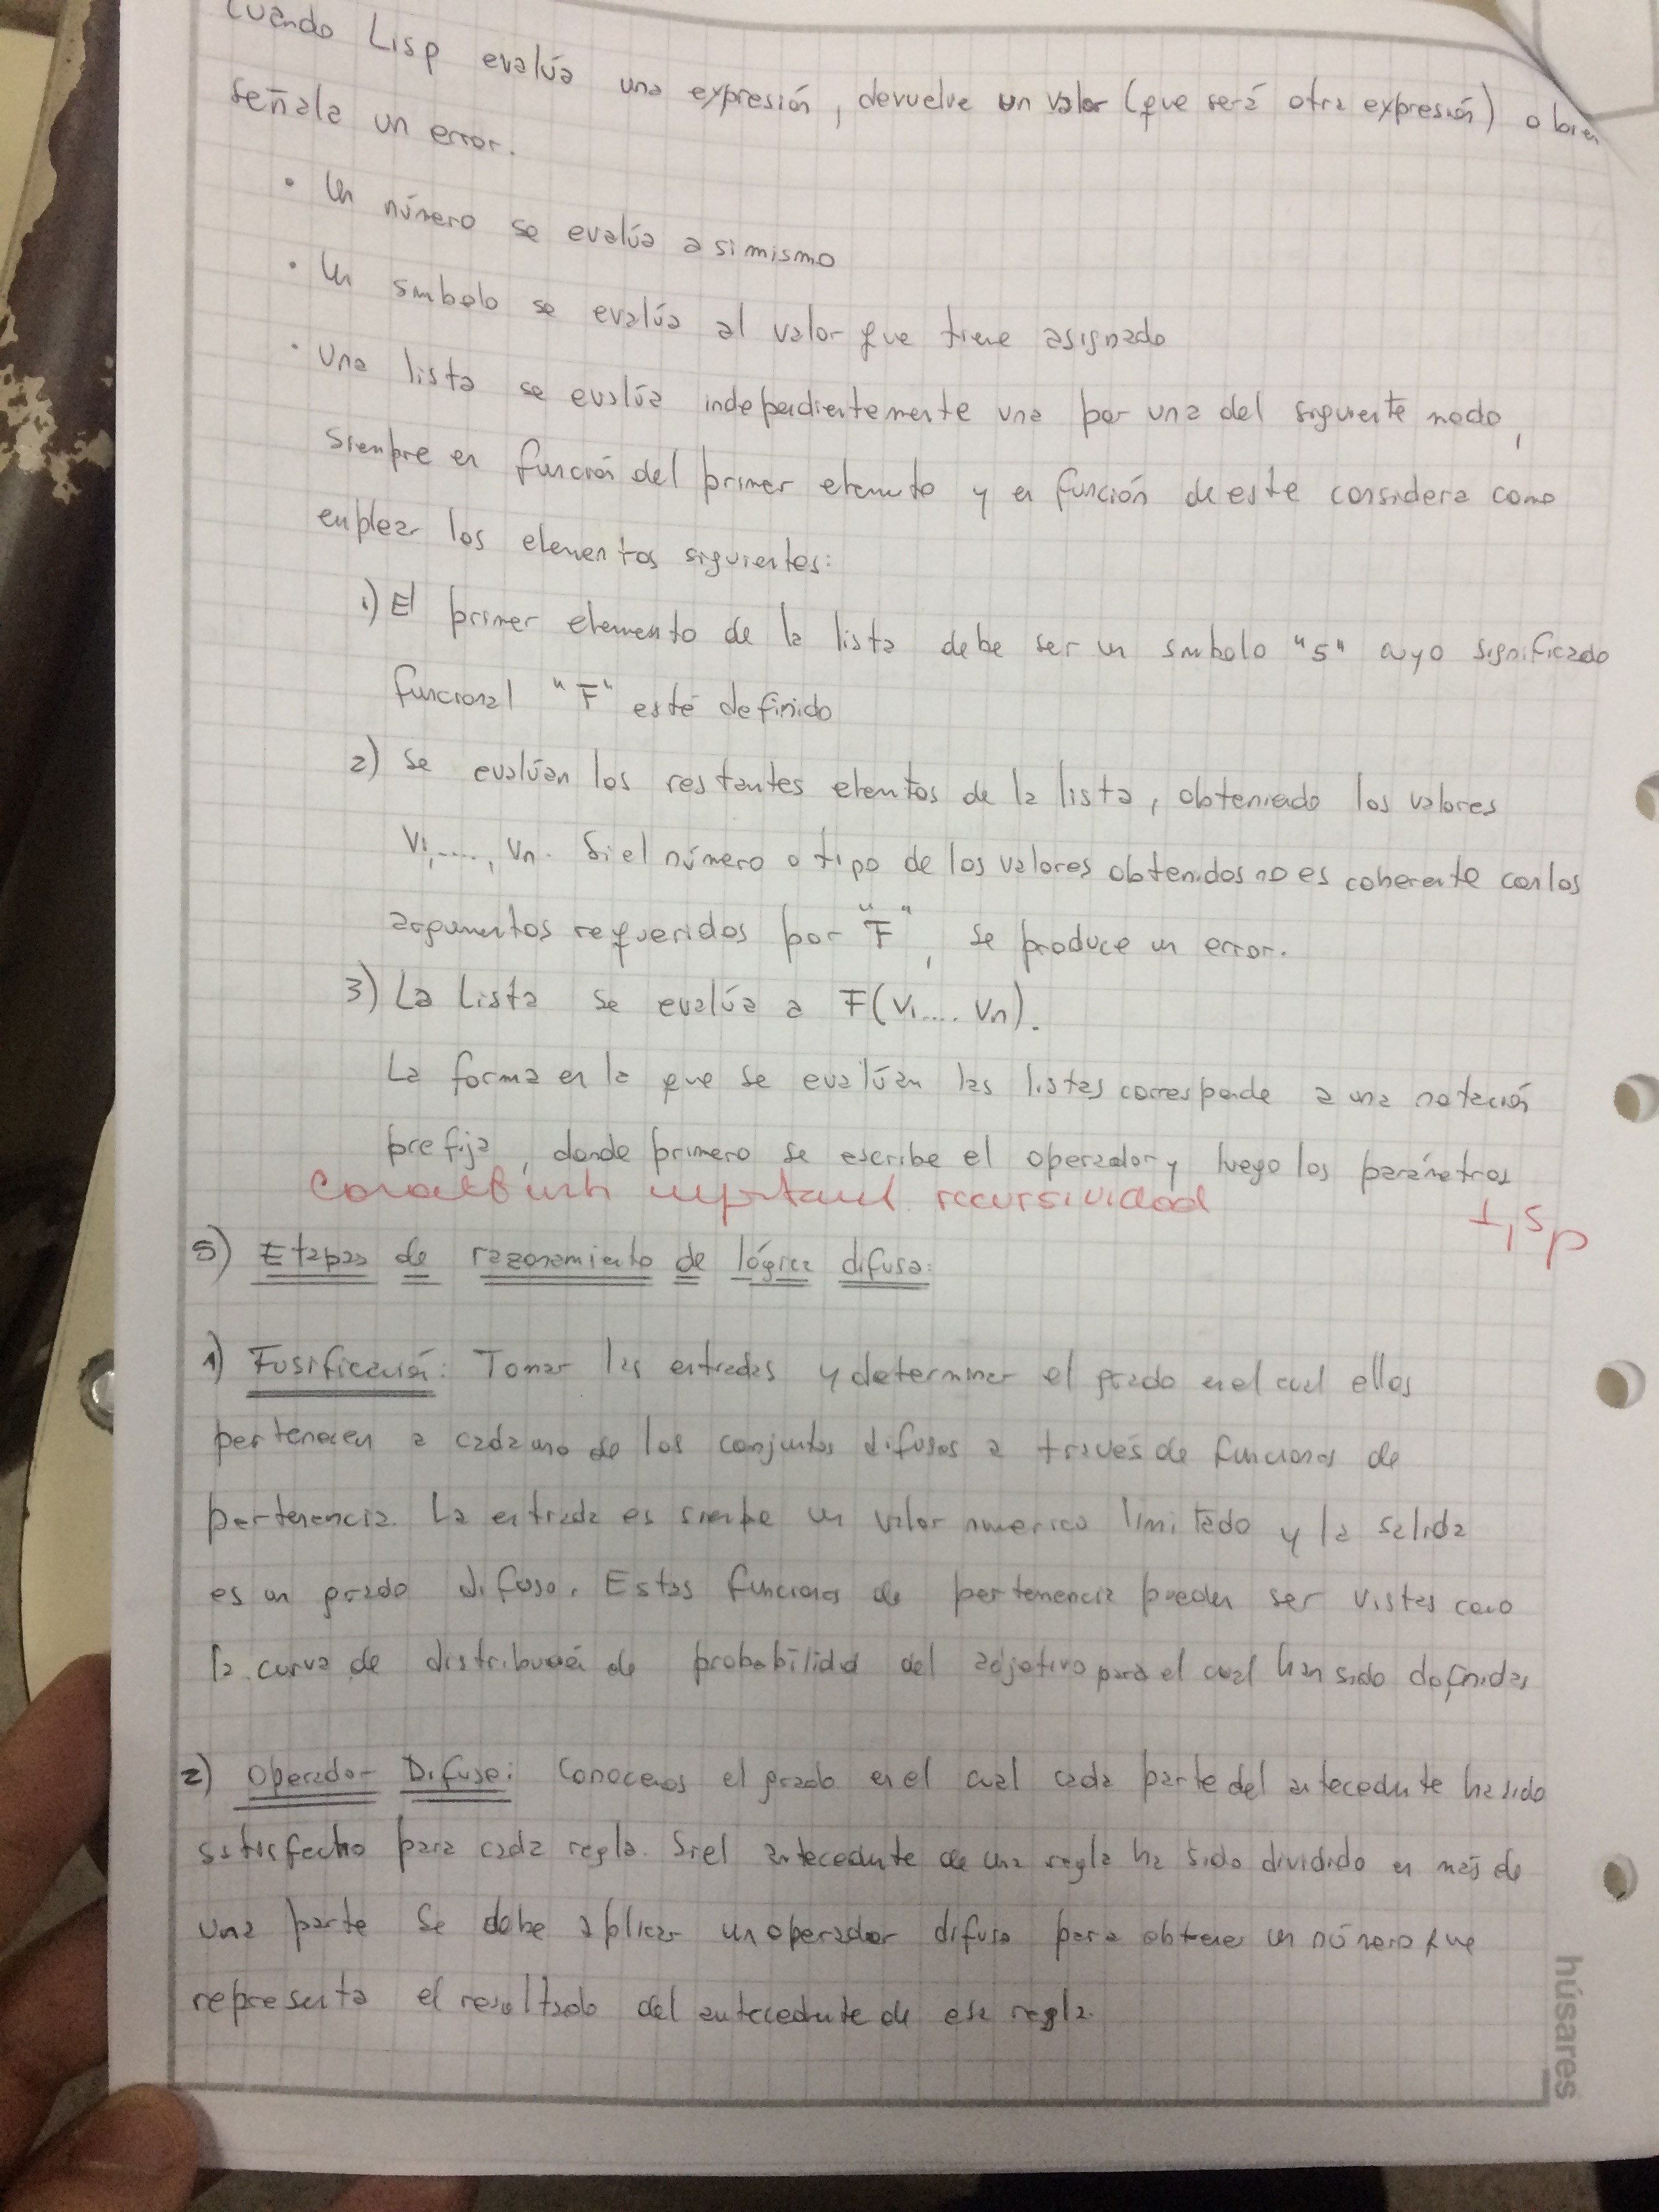 Cuando Lisp evalúa una expresión, devuelve un valor (que será otra expresión) o bien
señala un error.
• Un número se evalúa a si mismo
• Un smbolo se evalúa al valor que tiene asignado
• Una lista se evalúa independientemente una por una del siguiente modo,
siempre en función del primer elemento y en función de este considera como
emplear los elementos siguientes:
1) El primer elemento de la lista debe ser un smbolo "S" cuyo significado
funcional "F" esté definido
2) Se evalúan los restantes elemtos de la lista, obteniendo los valores
V1,...., Vn. Si el número o tipo de los valores obtenidos no es coherente con los
argumentos requeridos por "F", se produce un error.
3) La Lista se evalúa a F(V1.... Vn).
La forma en la que se evalúan las listas corresponde a una notación
prefija, donde primero se escribe el operador y luego los parámetros
recursividad
Lisp
5) Etapas de razonamiento de lógica difusa:
1) Fusificación: Tomar las entradas y determinar el grado en el cual ellos
pertenecen a cada uno de los conjuntos difusos a través de funciones de
pertenencia. La entrada es siempre un valor numerico limitado y la salida
es un grado difuso. Estas funciones de pertenencia pueden ser vistas como
la curva de distribución de probabilidad del adjetivo para el cual han sido definidas
2) Operador Difuso: Conocemos el grado en el cual cada parte del antecedente ha sido
satisfecho para cada regla. Si el antecedente de una regla ha sido dividido en más de
una parte se debe aplicar un operador difuso para obtener un número que
representa el resultado del antecedente de esa regla.
húsares